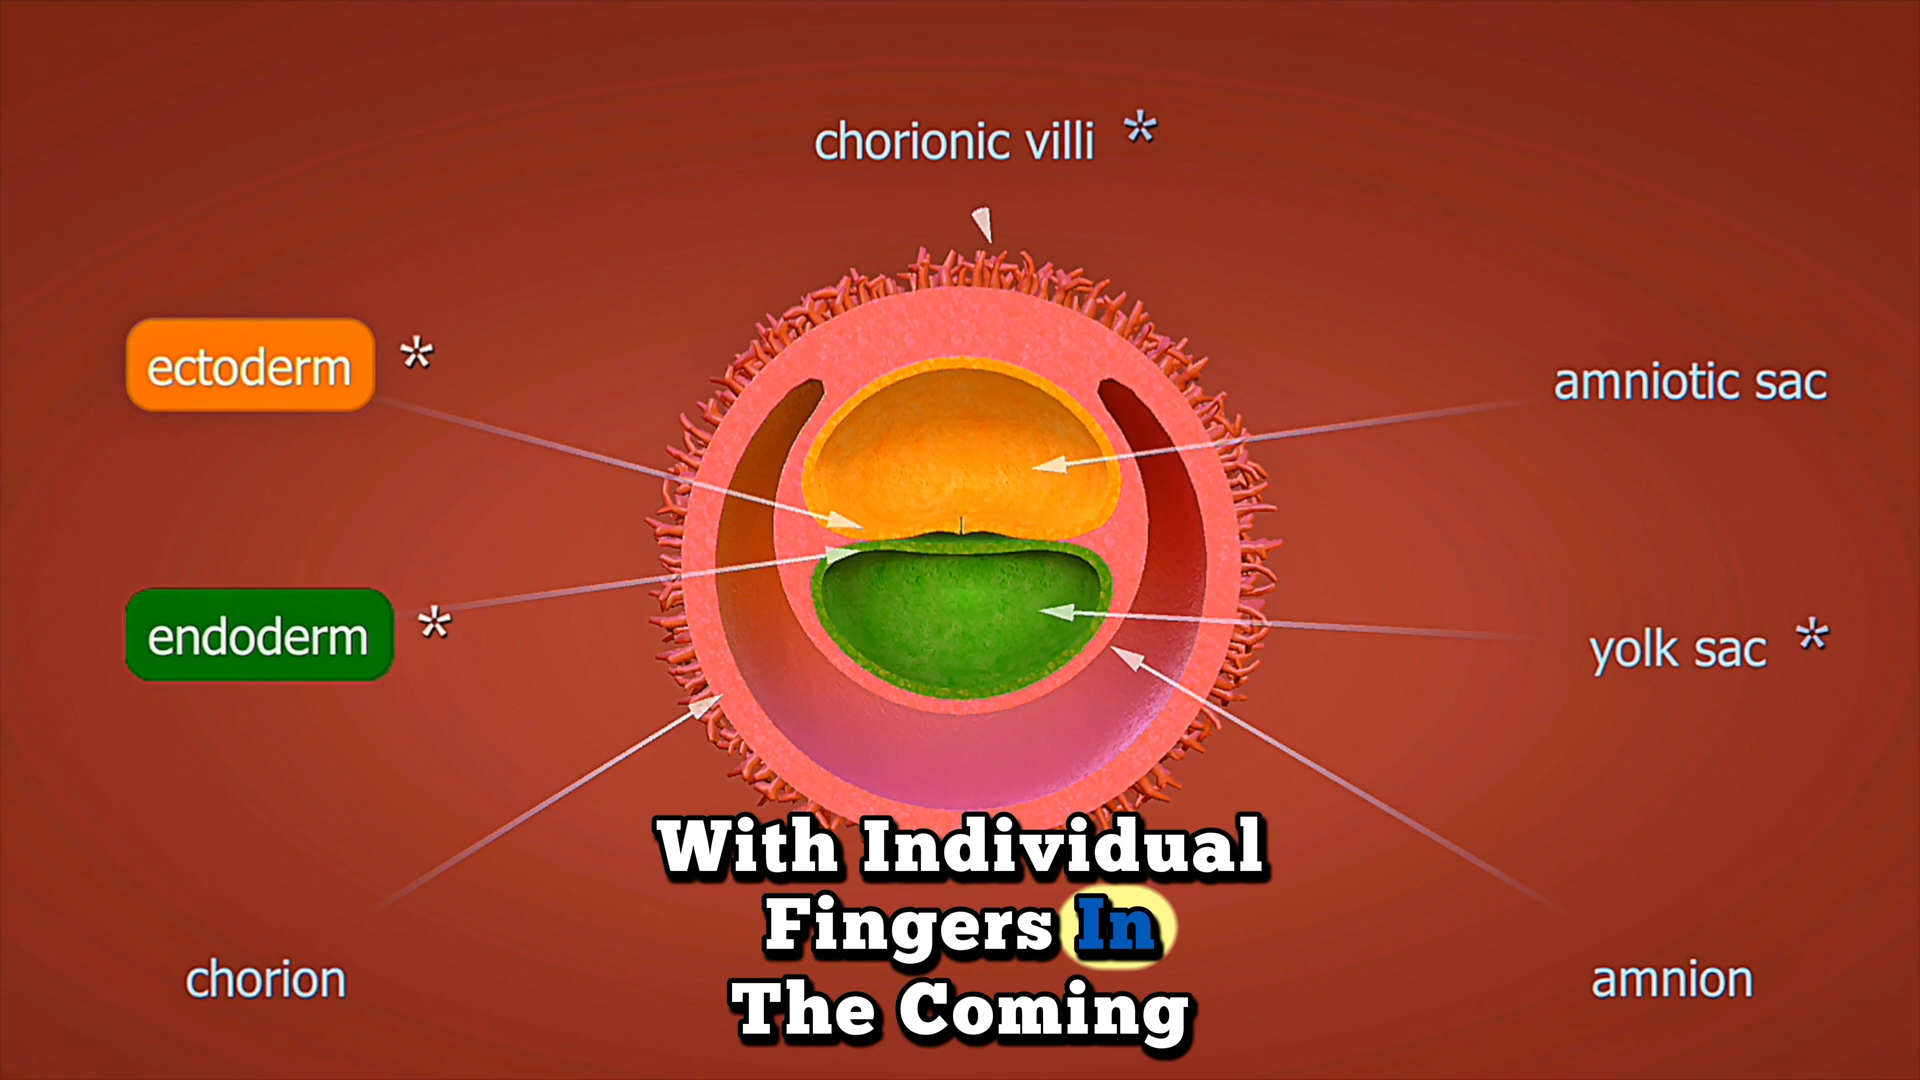 chorionic villi *
ectoderm *
amniotic sac
endoderm *
yolk sac *
chorion
amnion
With Individual
Fingers In
The Coming